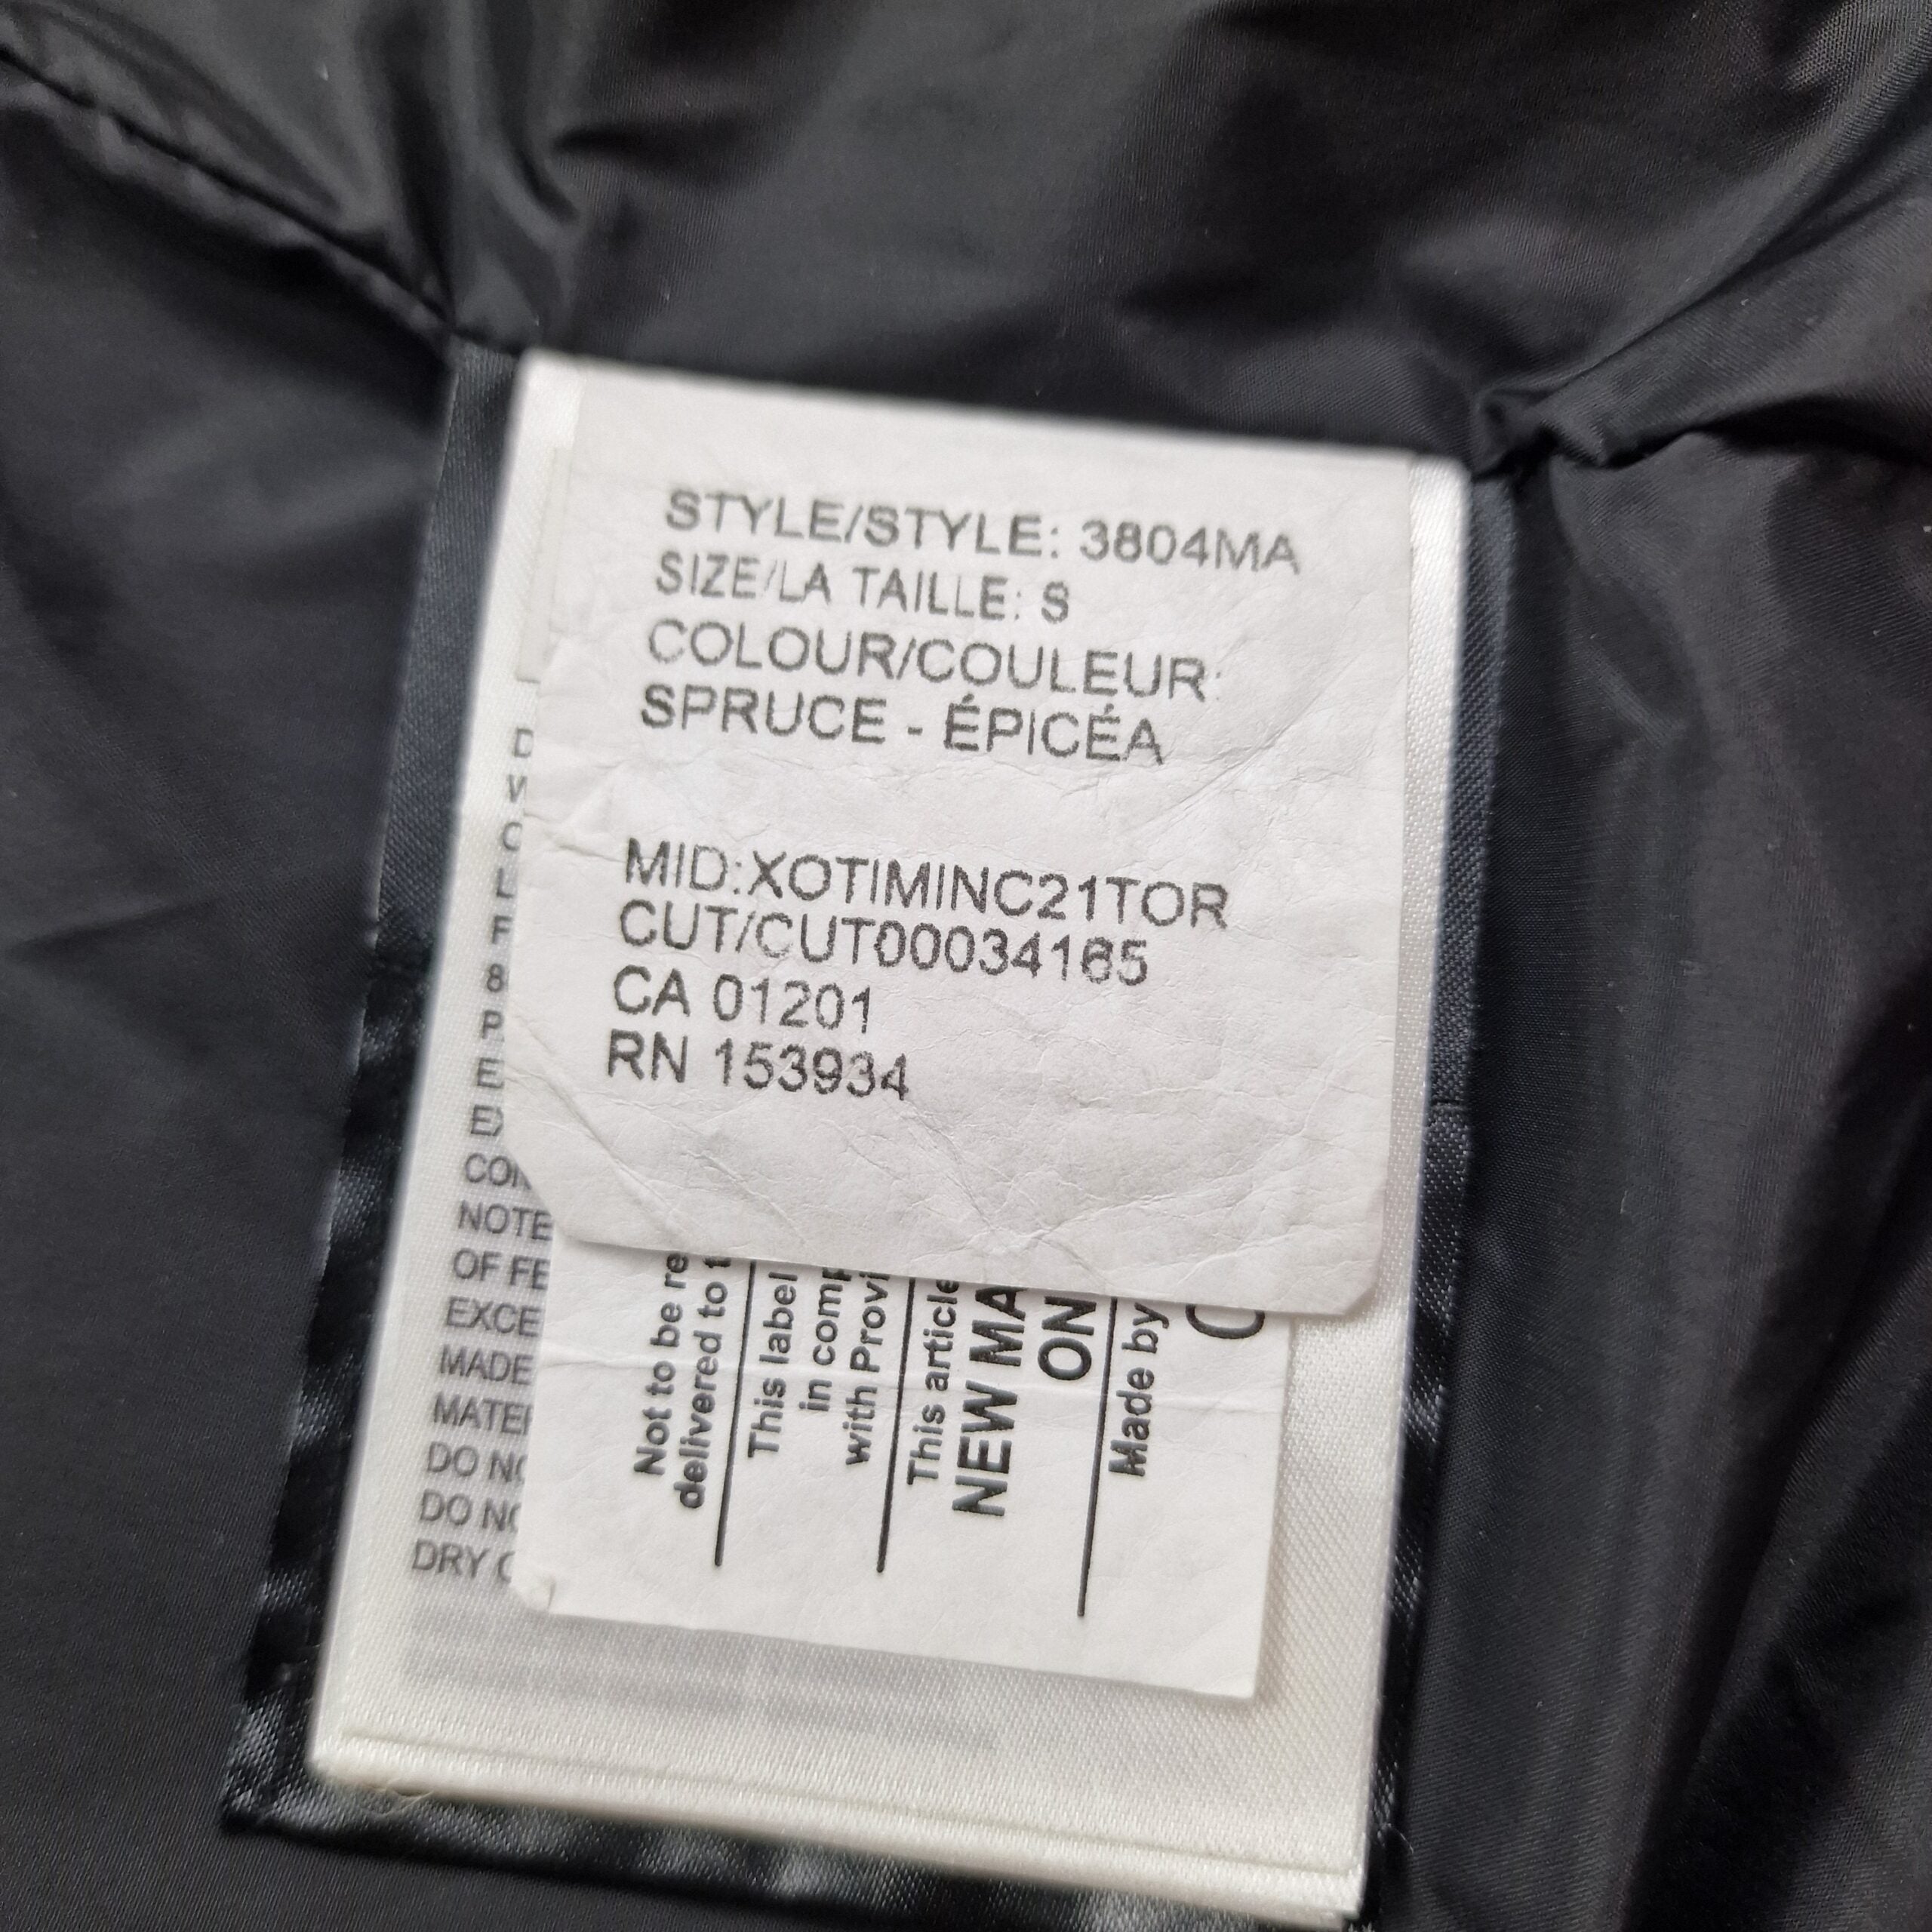 STYLE/STYLE: 3804MA
SIZE/LA TAILLE: S
COLOUR/COULEUR:
SPRUCE - ÉPICÉA
MID:XOTIMINC21TOR
CUT/CUT00034165
CA 01201
RN 153934
NOTE
OF FE
EXCE
MADE
MATE
DO NO
DO NO
DRY C
Not to be re
delivered to t
This label
in comp
with Provi
This article
NEW MA
ON
Made by